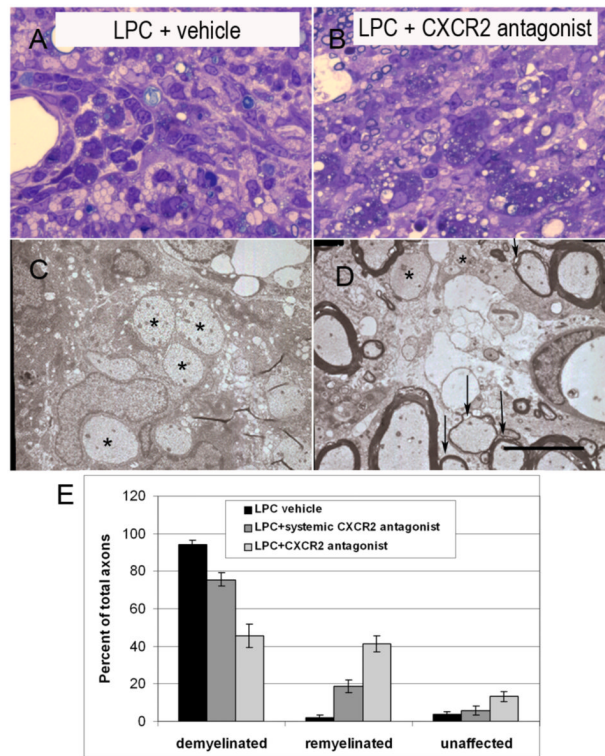 A
LPC + vehicle
B
LPC + CXCR2 antagonist
C
*
*
*
*
D
*
*
E
Percent of total axons
120
100
80
60
40
20
0
LPC vehicle
LPC+systemic CXCR2 antagonist
LPC+CXCR2 antagonist
demyelinated
remyelinated
unaffected